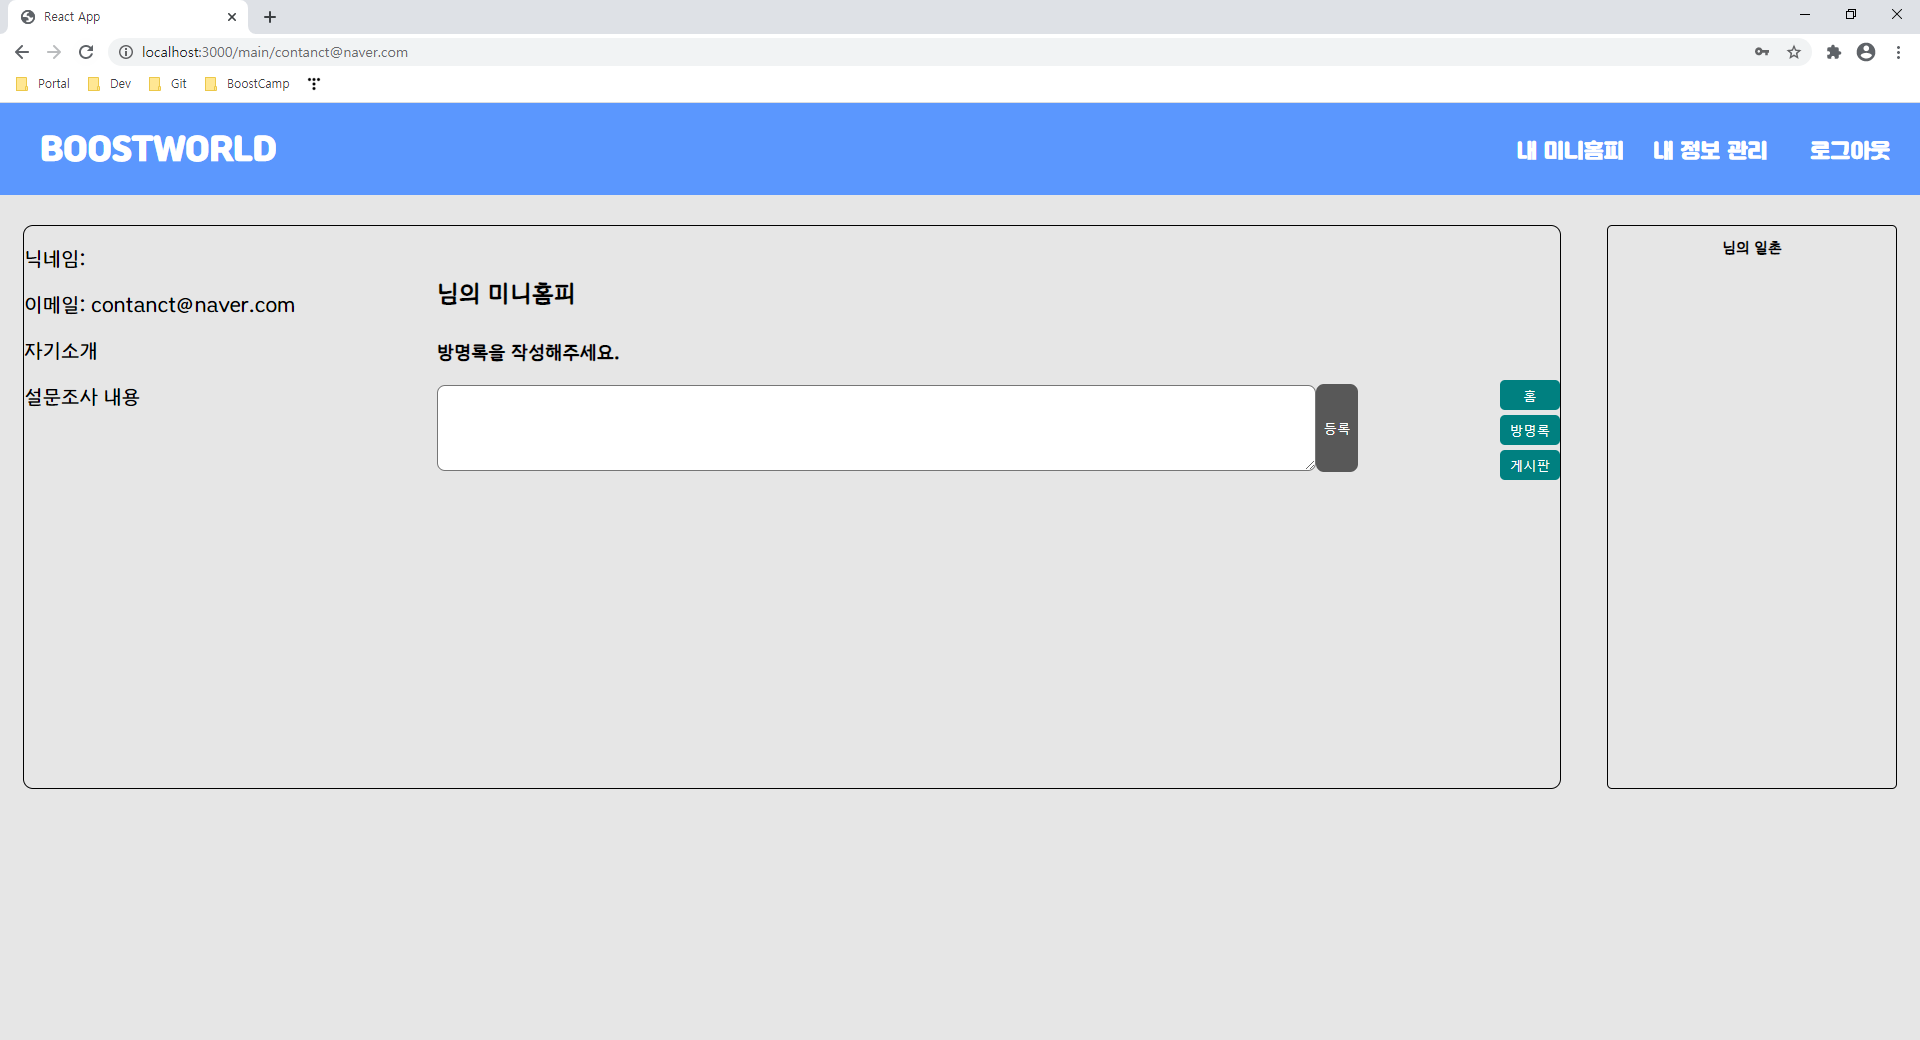 React App
localhost:3000/main/contanct@naver.com
Portal Dev Git BoostCamp
BOOSTWORLD
내 미니홈피 내 정보 관리 로그아웃
닉네임:
이메일: contanct@naver.com
자기소개
설문조사 내용
님의 미니홈피
방명록을 작성해주세요.
등록
홈
방명록
게시판
님의 일촌